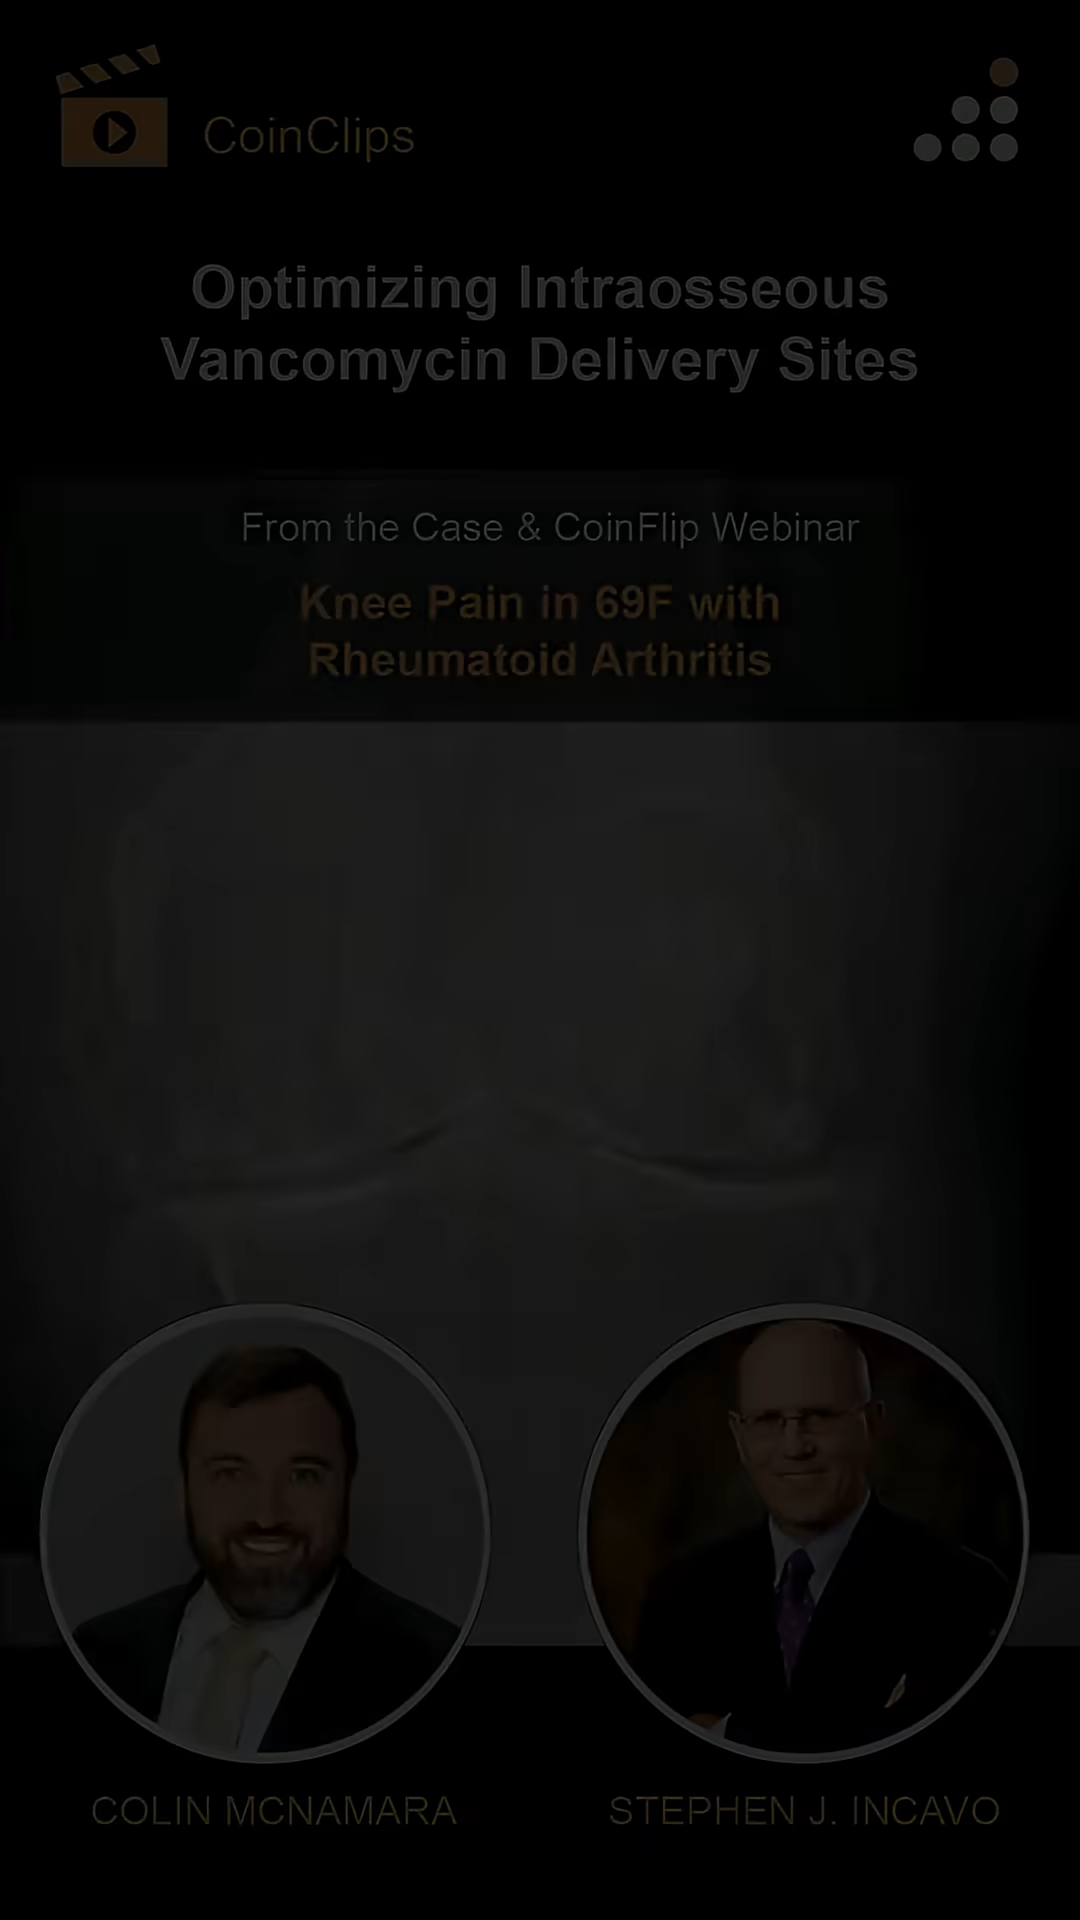 CoinClips
Optimizing Intraosseous
Vancomycin Delivery Sites
From the Case & CoinFlip Webinar
Knee Pain in 69F with
Rheumatoid Arthritis
COLIN MCNAMARA
STEPHEN J. INCAVO